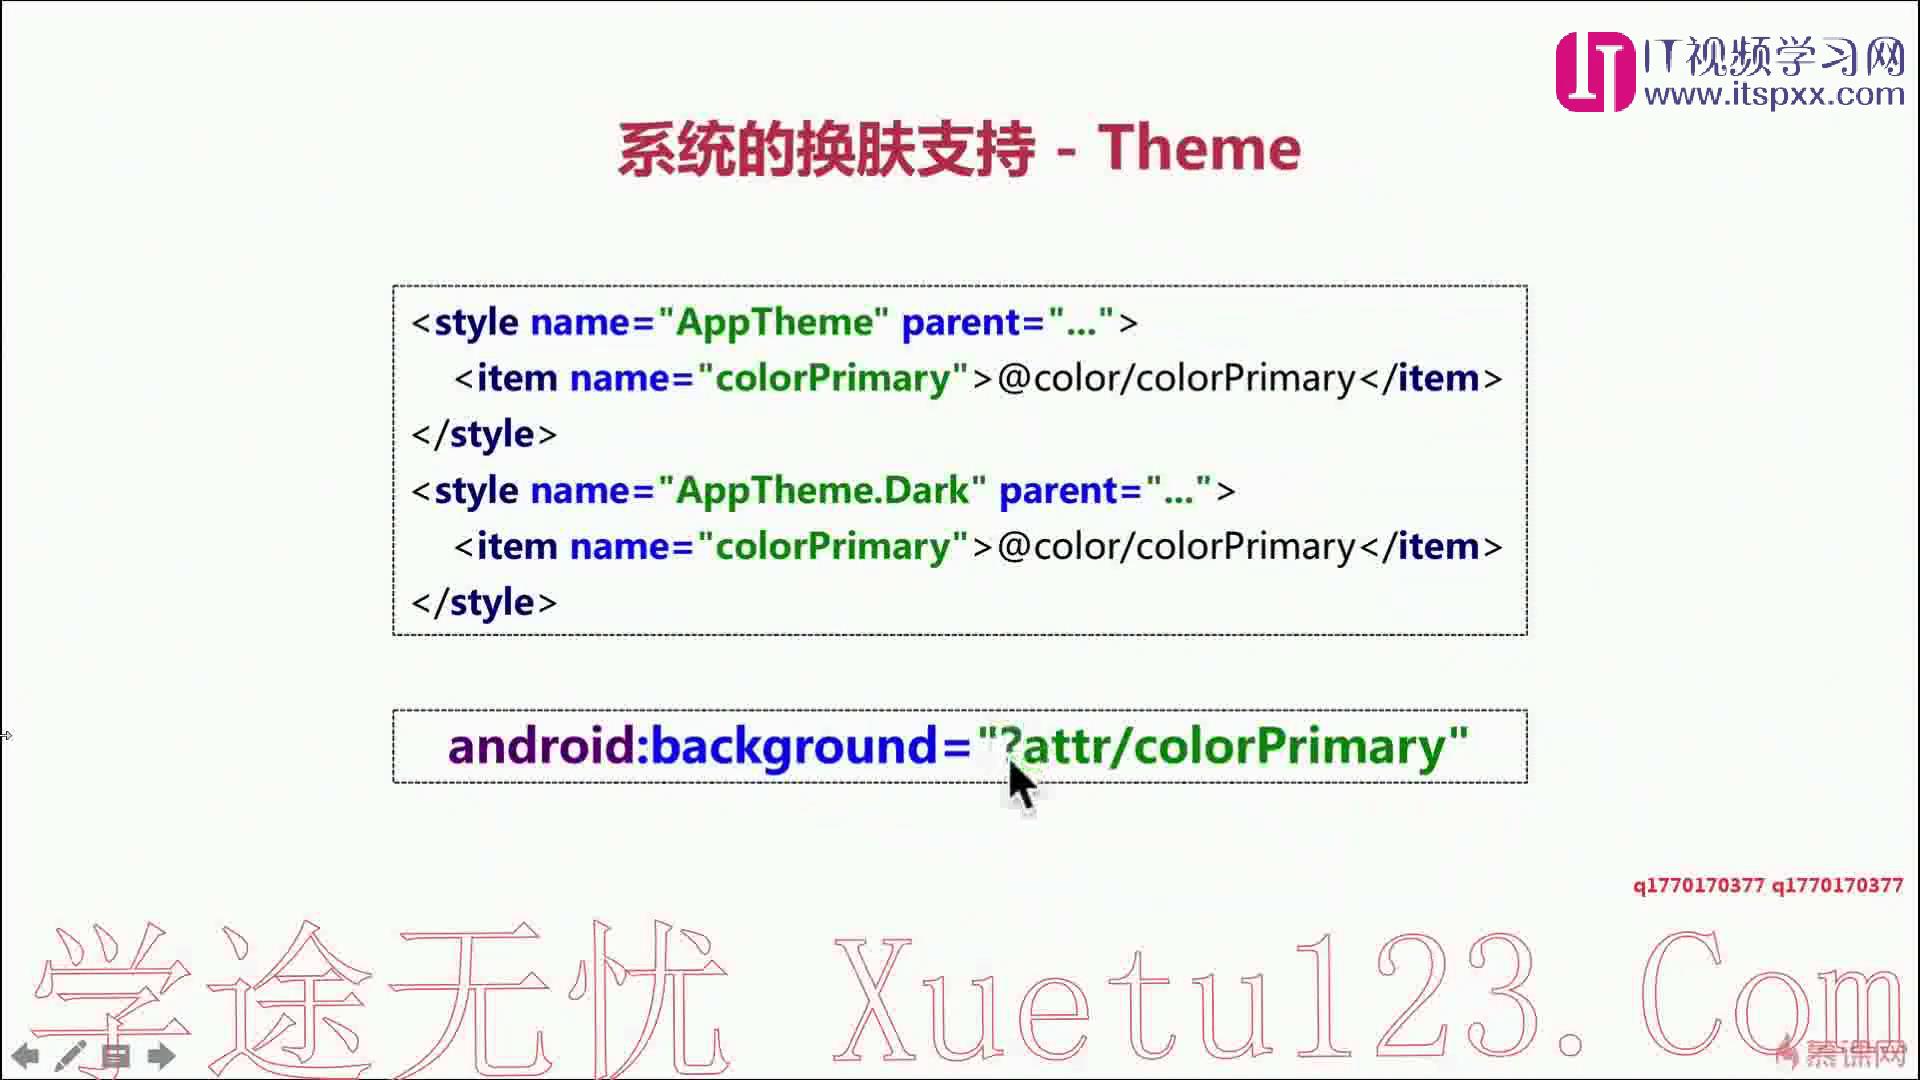 IT视频学习网
www.itspxx.com
系统的换肤支持 - Theme
<style name="AppTheme" parent="...">
<item name="colorPrimary">@color/colorPrimary</item>
</style>
<style name="AppTheme.Dark" parent="...">
<item name="colorPrimary">@color/colorPrimary</item>
</style>
android:background="?attr/colorPrimary"
q1770170377 q1770170377
学途无忧 Xuetu123.Com
慕课网